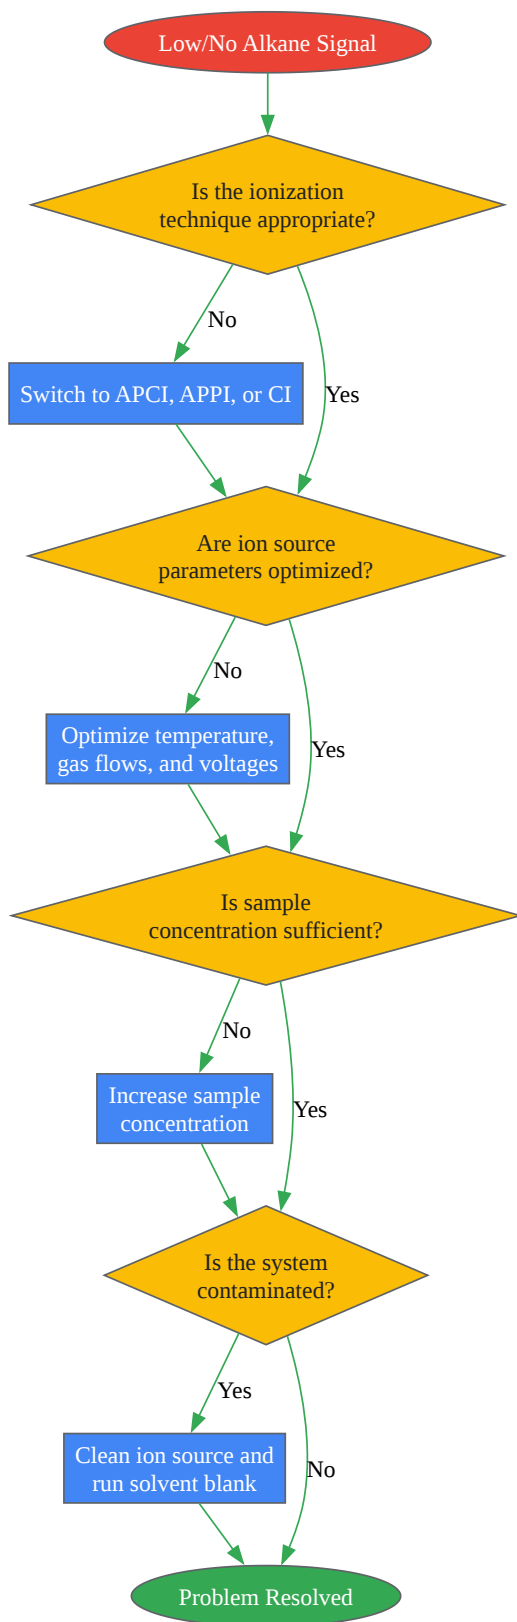 Low/No Alkane Signal
Is the ionization
technique appropriate?
No
Switch to APCI, APPI, or CI
Yes
Are ion source
parameters optimized?
No
Optimize temperature,
gas flows, and voltages
Yes
Is sample
concentration sufficient?
No
Increase sample
concentration
Yes
Is the system
contaminated?
Yes
Clean ion source and
run solvent blank
No
Problem Resolved